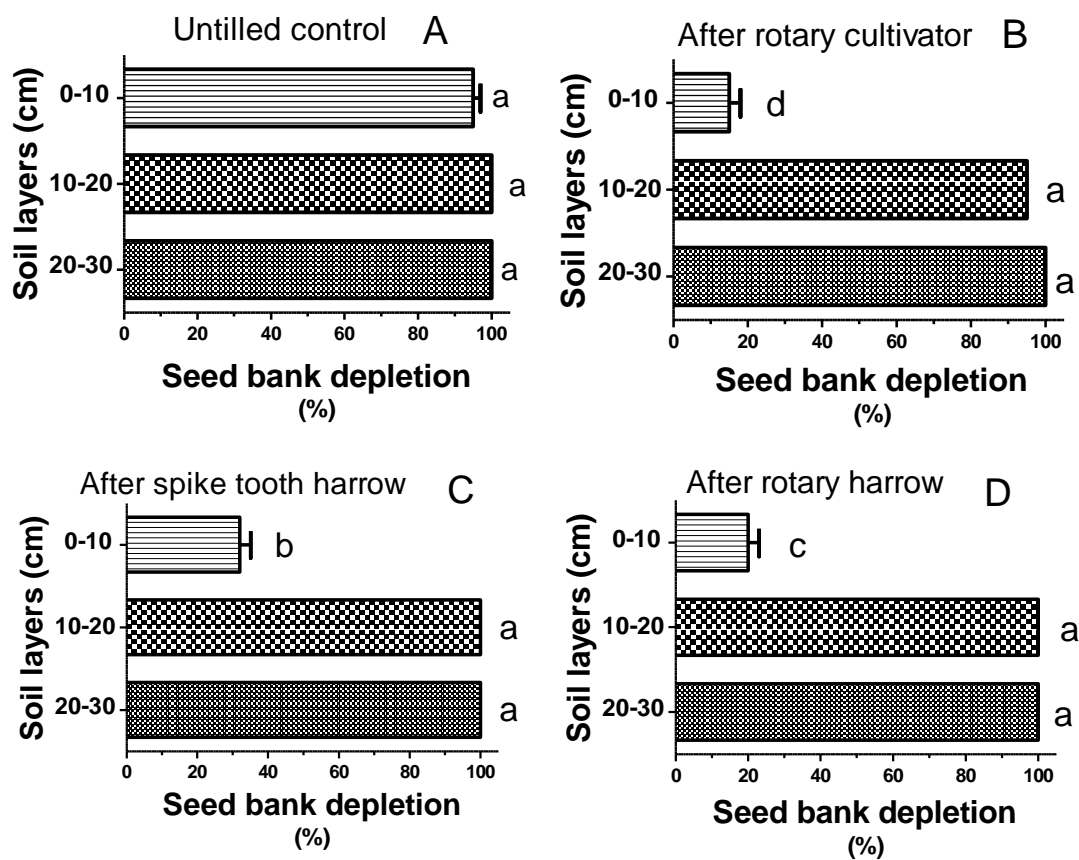 Untilled control A
Soil layers (cm)
0-10
a
10-20
a
20-30
a
0 20 40 60 80 100
Seed bank depletion
(%)
After rotary cultivator B
Soil layers (cm)
0-10
d
10-20
a
20-30
a
0 20 40 60 80 100
Seed bank depletion
(%)
After spike tooth harrow C
Soil layers (cm)
0-10
b
10-20
a
20-30
a
0 20 40 60 80 100
Seed bank depletion
(%)
After rotary harrow D
Soil layers (cm)
0-10
c
10-20
a
20-30
a
0 20 40 60 80 100
Seed bank depletion
(%)